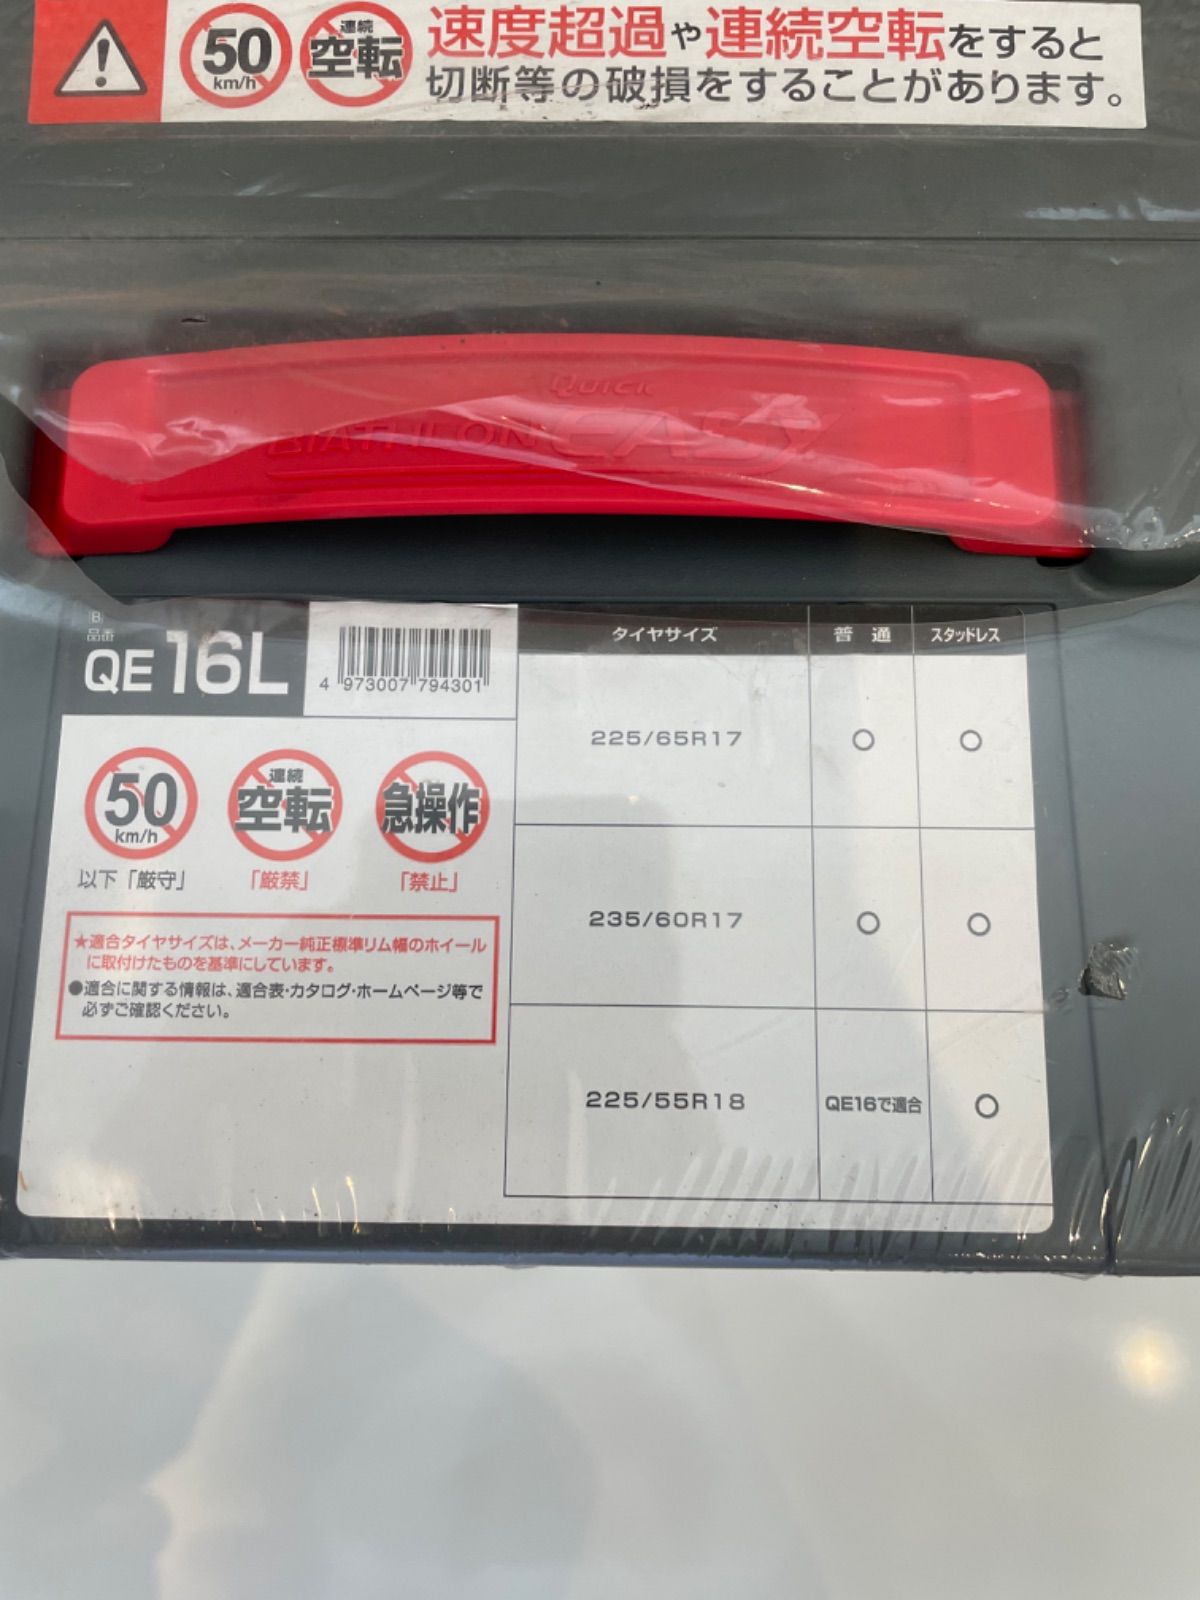 50
km/h
連続
空転
速度超過や連続空転をすると
切断等の破損をすることがあります。
QUICK
BIATHLON EASY
品番
QE16L
4 973007 794301
タイヤサイズ 普通 スタッドレス
225/65R17 ○ ○
235/60R17 ○ ○
225/55R18 QE16で適合 ○
50
km/h
以下「厳守」
連続
空転
「厳禁」
急操作
「禁止」
★適合タイヤサイズは、メーカー純正標準リム幅のホイール
に取付けたものを基準にしています。
●適合に関する情報は、適合表・カタログ・ホームページ等で
必ずご確認ください。